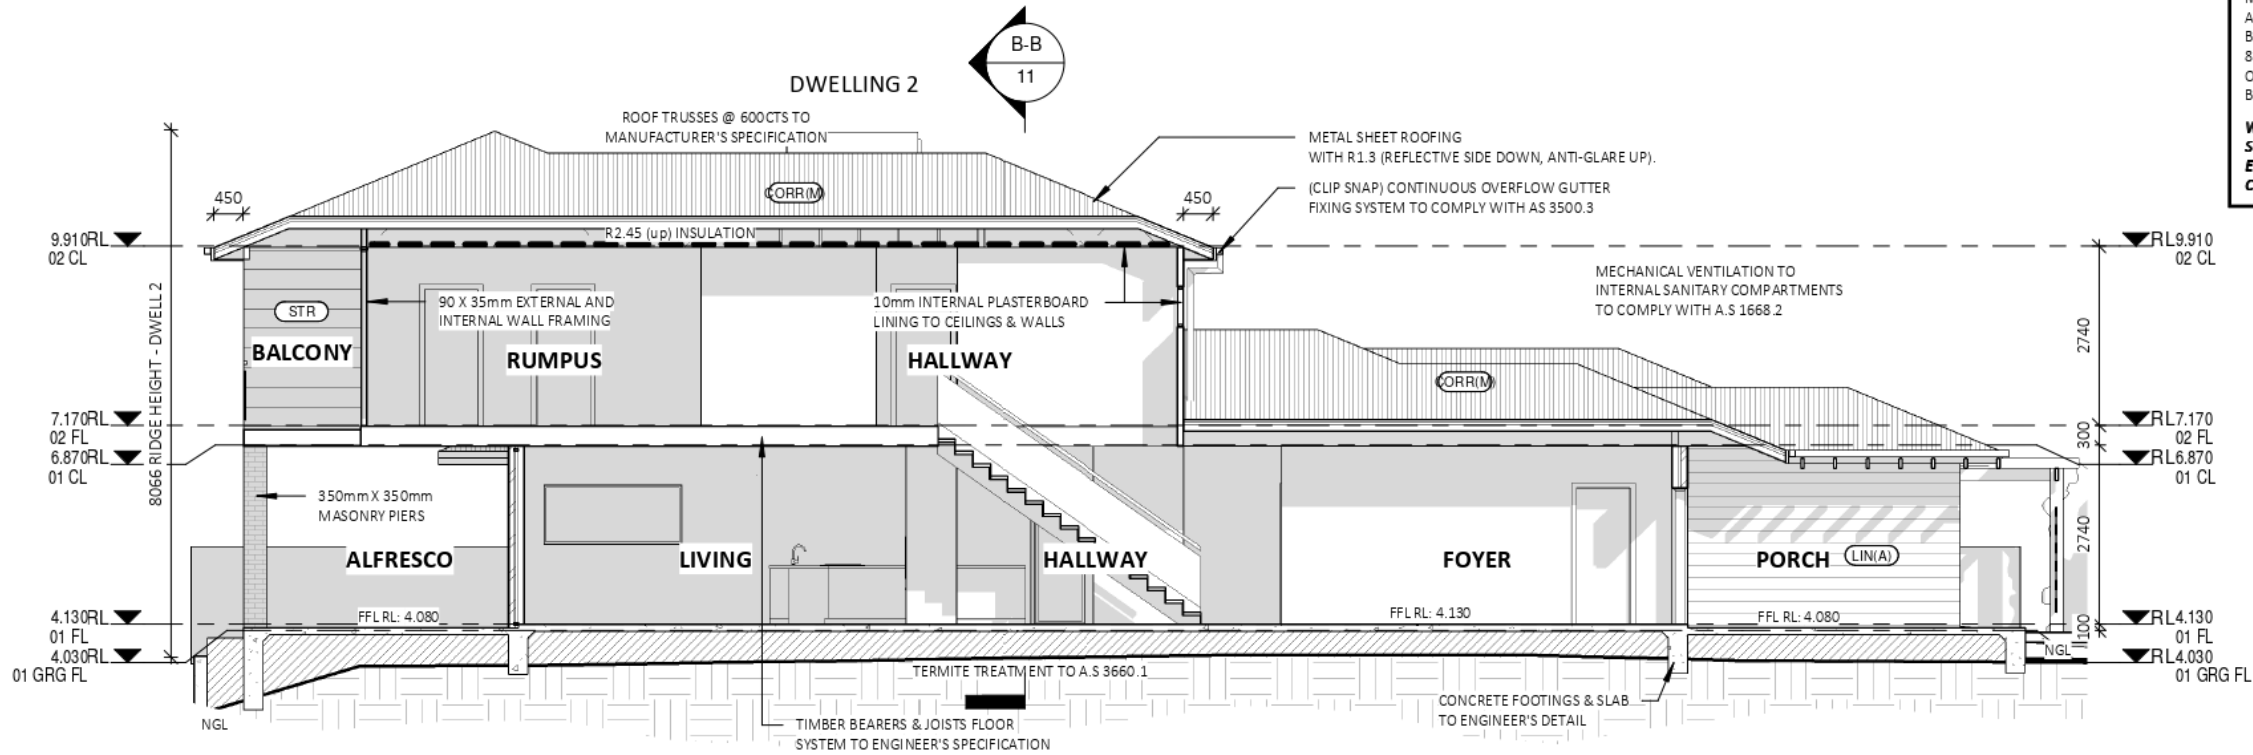 B-B
11
DWELLING 2
ROOF TRUSSES @ 600CTS TO
MANUFACTURER'S SPECIFICATION
METAL SHEET ROOFING
WITH R1.3 (REFLECTIVE SIDE DOWN, ANTI-GLARE UP).
(CLIP SNAP) CONTINUOUS OVERFLOW GUTTER
FIXING SYSTEM TO COMPLY WITH AS 3500.3
CORR(M)
450
450
R2.45 (up) INSULATION
9.910RL
02 CL
RL9.910
02 CL
MECHANICAL VENTILATION TO
INTERNAL SANITARY COMPARTMENTS
TO COMPLY WITH A.S 1668.2
STR
90 X 35mm EXTERNAL AND
INTERNAL WALL FRAMING
10mm INTERNAL PLASTERBOARD
LINING TO CEILINGS & WALLS
BALCONY
RUMPUS
HALLWAY
CORR(M)
2740
8066 RIDGE HEIGHT - DWELL 2
7.170RL
02 FL
RL7.170
02 FL
300
6.870RL
01 CL
RL6.870
01 CL
350mm X 350mm
MASONRY PIERS
2740
ALFRESCO
LIVING
HALLWAY
FOYER
PORCH
LIN(A)
FFL RL: 4.080
FFL RL: 4.130
FFL RL: 4.080
4.130RL
01 FL
RL4.130
01 FL
100
4.030RL
01 GRG FL
RL4.030
01 GRG FL
NGL
TERMITE TREATMENT TO A.S 3660.1
CONCRETE FOOTINGS & SLAB
TO ENGINEER'S DETAIL
NGL
TIMBER BEARERS & JOISTS FLOOR
SYSTEM TO ENGINEER'S SPECIFICATION
A
B
8
O
B
W
S
E
C